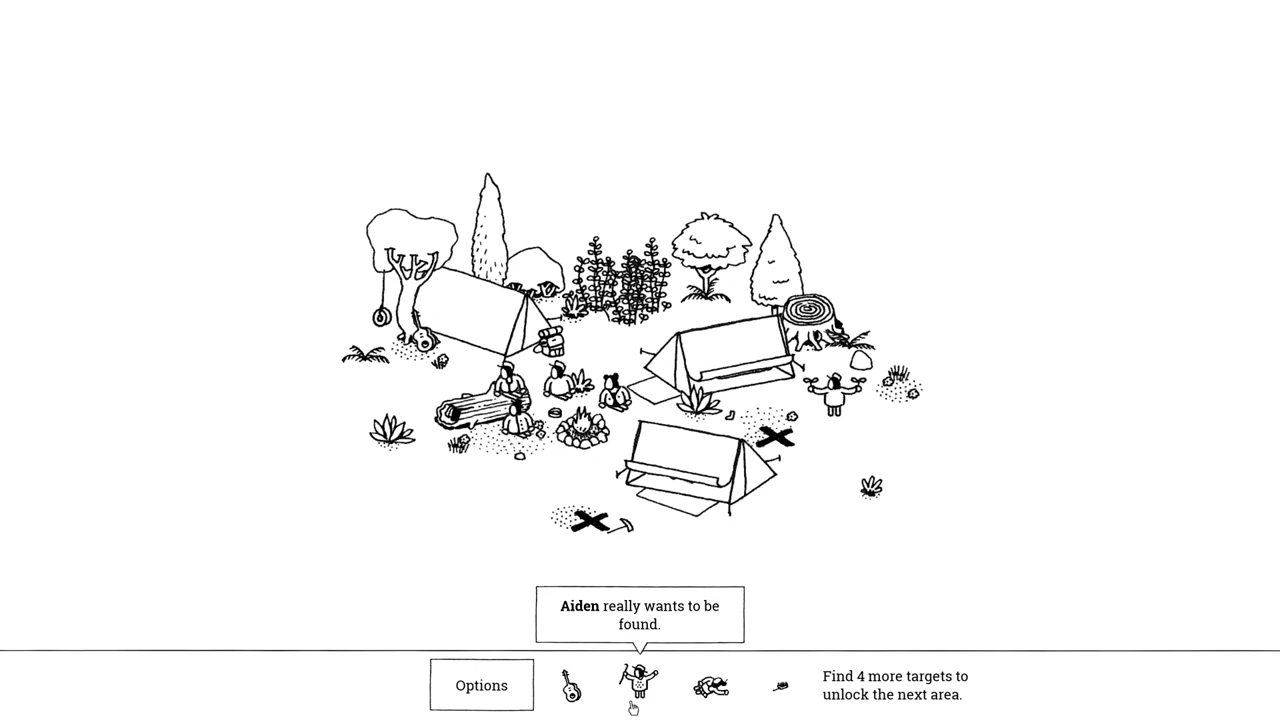 Aiden really wants to be
found.
Options
Find 4 more targets to
unlock the next area.